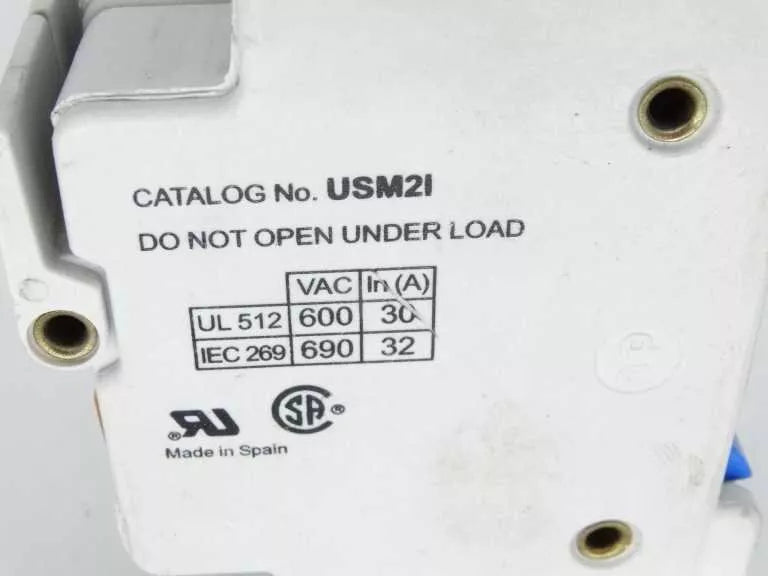 CATALOG No. USM2I
DO NOT OPEN UNDER LOAD
VAC In (A)
UL 512 600 30
IEC 269 690 32
Made in Spain